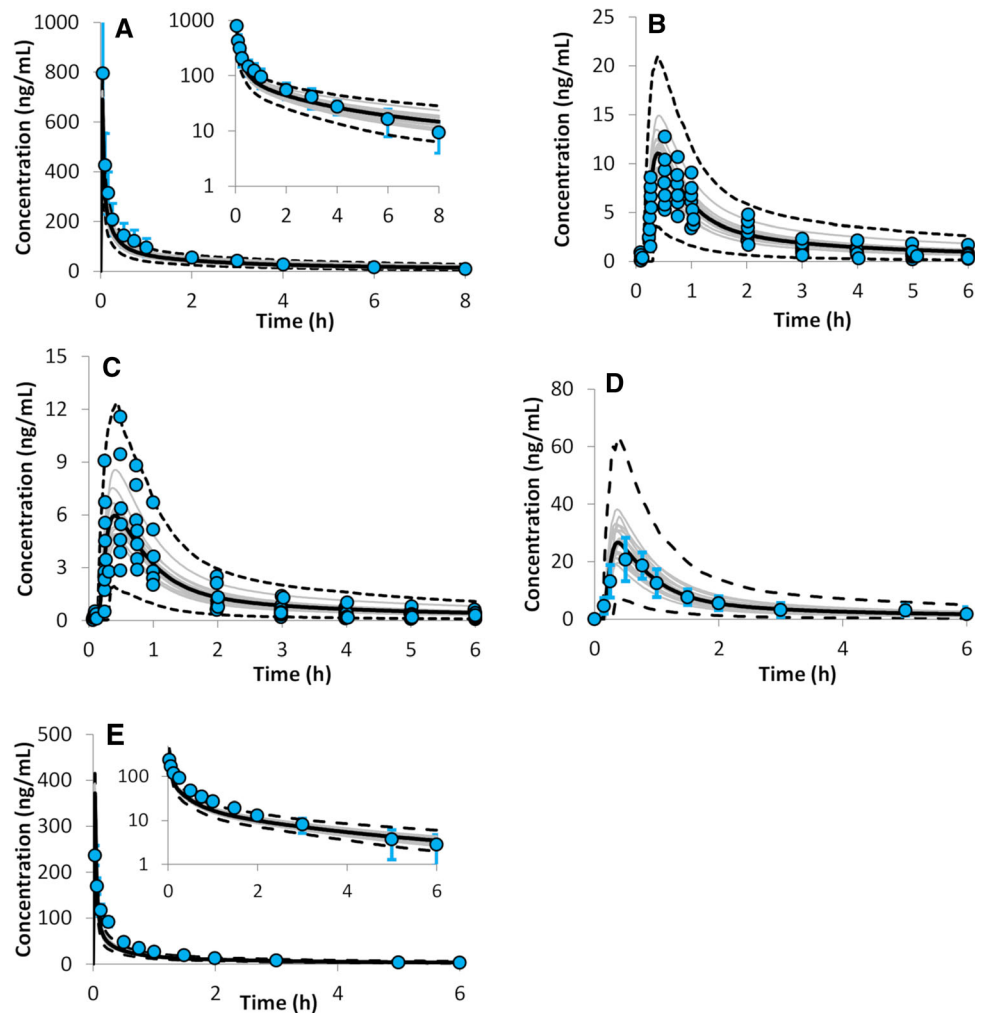 A
Concentration (ng/mL)
1000
800
600
400
200
0
0 2 4 6 8
Time (h)
1000
100
10
1
0 2 4 6 8
B
Concentration (ng/mL)
25
20
15
10
5
0
0 1 2 3 4 5 6
Time (h)
C
Concentration (ng/mL)
15
12
9
6
3
0
0 1 2 3 4 5 6
Time (h)
D
Concentration (ng/mL)
80
60
40
20
0
0 2 4 6
Time (h)
E
Concentration (ng/mL)
500
400
300
200
100
0
0 2 4 6
Time (h)
100
10
1
0 2 4 6